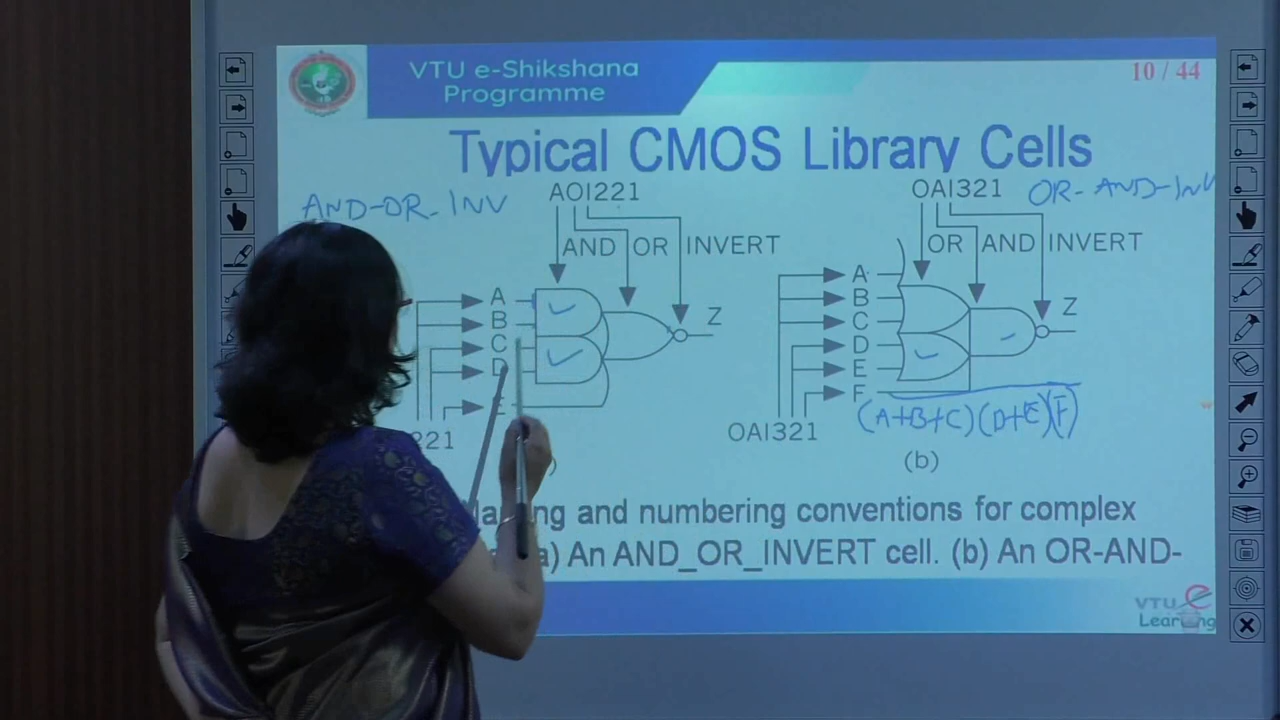 VTU e-Shikshana
Programme
10 / 44
Typical CMOS Library Cells
AND-OR-INV
AOI221
OAI321
OR-AND-INV
AND OR INVERT
OR AND INVERT
A
B
C
D
Z
A
B
C
D
E
F
Z
221
OAI321
(A+B+C)(D+E)(F)
(b)
and numbering conventions for complex
a) An AND_OR_INVERT cell. (b) An OR-AND-
VTU e
Learning